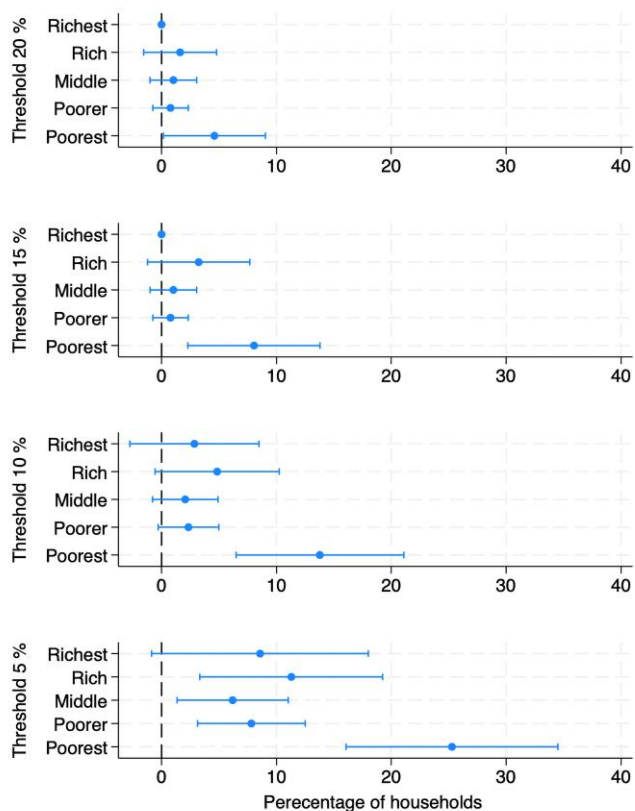 Threshold 20 %
Richest
Rich
Middle
Poorer
Poorest
0 10 20 30 40
Threshold 15 %
Richest
Rich
Middle
Poorer
Poorest
0 10 20 30 40
Threshold 10 %
Richest
Rich
Middle
Poorer
Poorest
0 10 20 30 40
Threshold 5 %
Richest
Rich
Middle
Poorer
Poorest
0 10 20 30 40
Perecentage of households